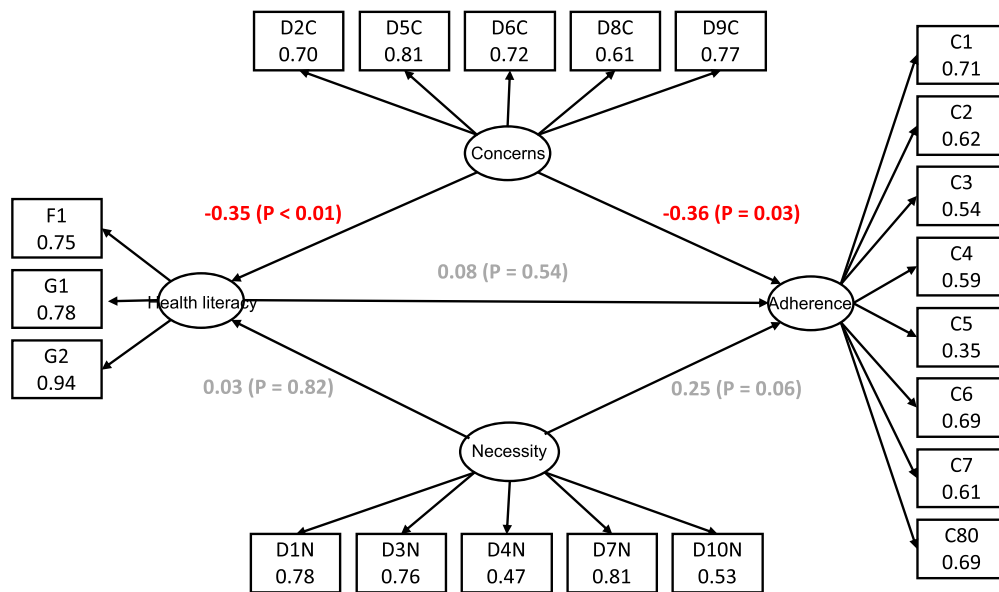 D2C
0.70
D5C
0.81
D6C
0.72
D8C
0.61
D9C
0.77
Concerns
-0.35 (P < 0.01)
-0.36 (P = 0.03)
F1
0.75
G1
0.78
G2
0.94
Health literacy
0.08 (P = 0.54)
Adherence
0.03 (P = 0.82)
0.25 (P = 0.06)
Necessity
D1N
0.78
D3N
0.76
D4N
0.47
D7N
0.81
D10N
0.53
C1
0.71
C2
0.62
C3
0.54
C4
0.59
C5
0.35
C6
0.69
C7
0.61
C80
0.69